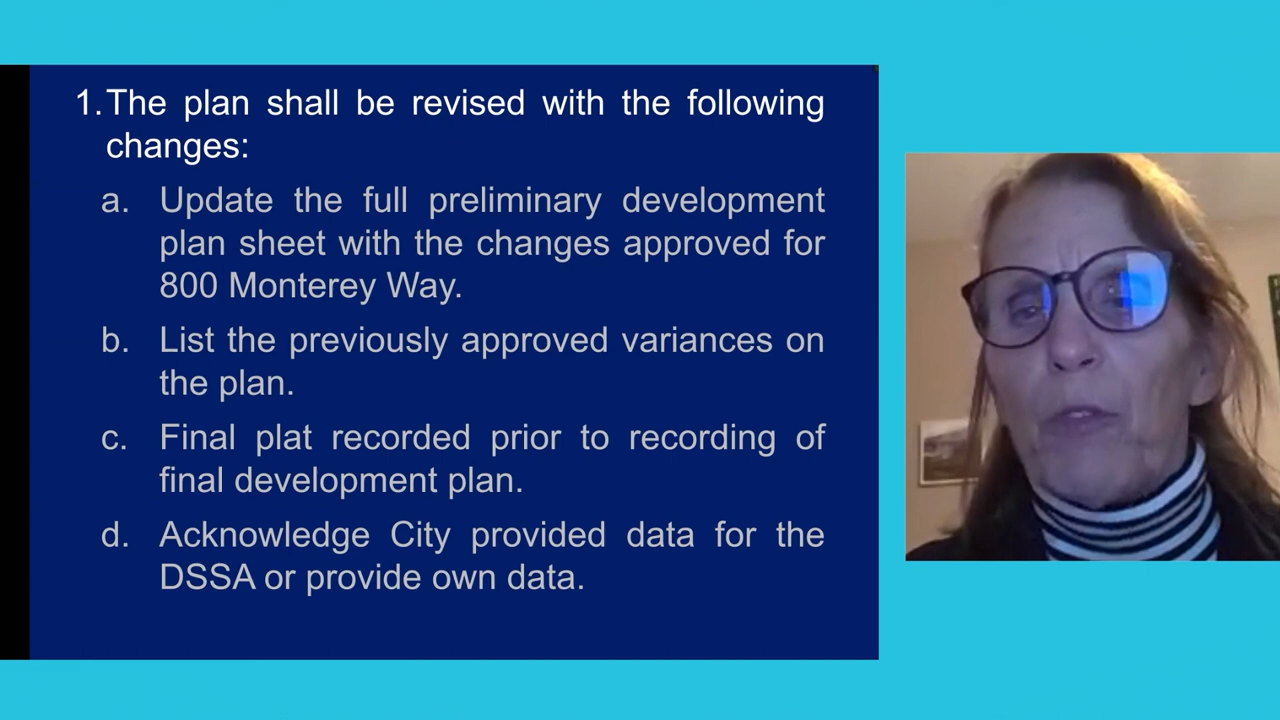 1. The plan shall be revised with the following
changes:
a. Update the full preliminary development
plan sheet with the changes approved for
800 Monterey Way.
b. List the previously approved variances on
the plan.
c. Final plat recorded prior to recording of
final development plan.
d. Acknowledge City provided data for the
DSSA or provide own data.